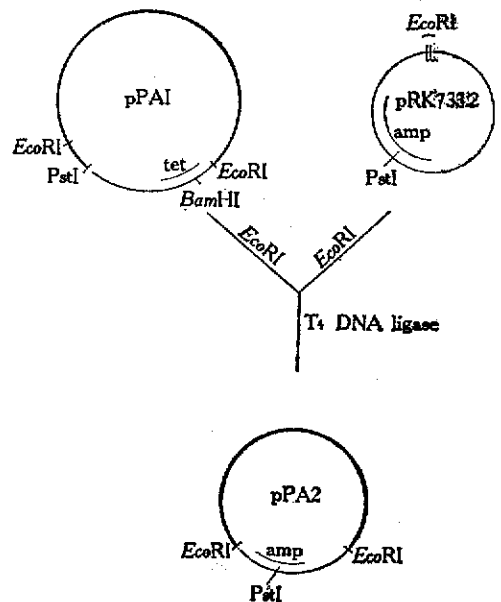 EcoRI
pPAI
pRK7332
amp
EcoRI
PstI
tet
EcoRI
BamHI
PstI
EcoRI
EcoRI
T4 DNA ligase
pPA2
EcoRI
amp
EcoRI
PstI